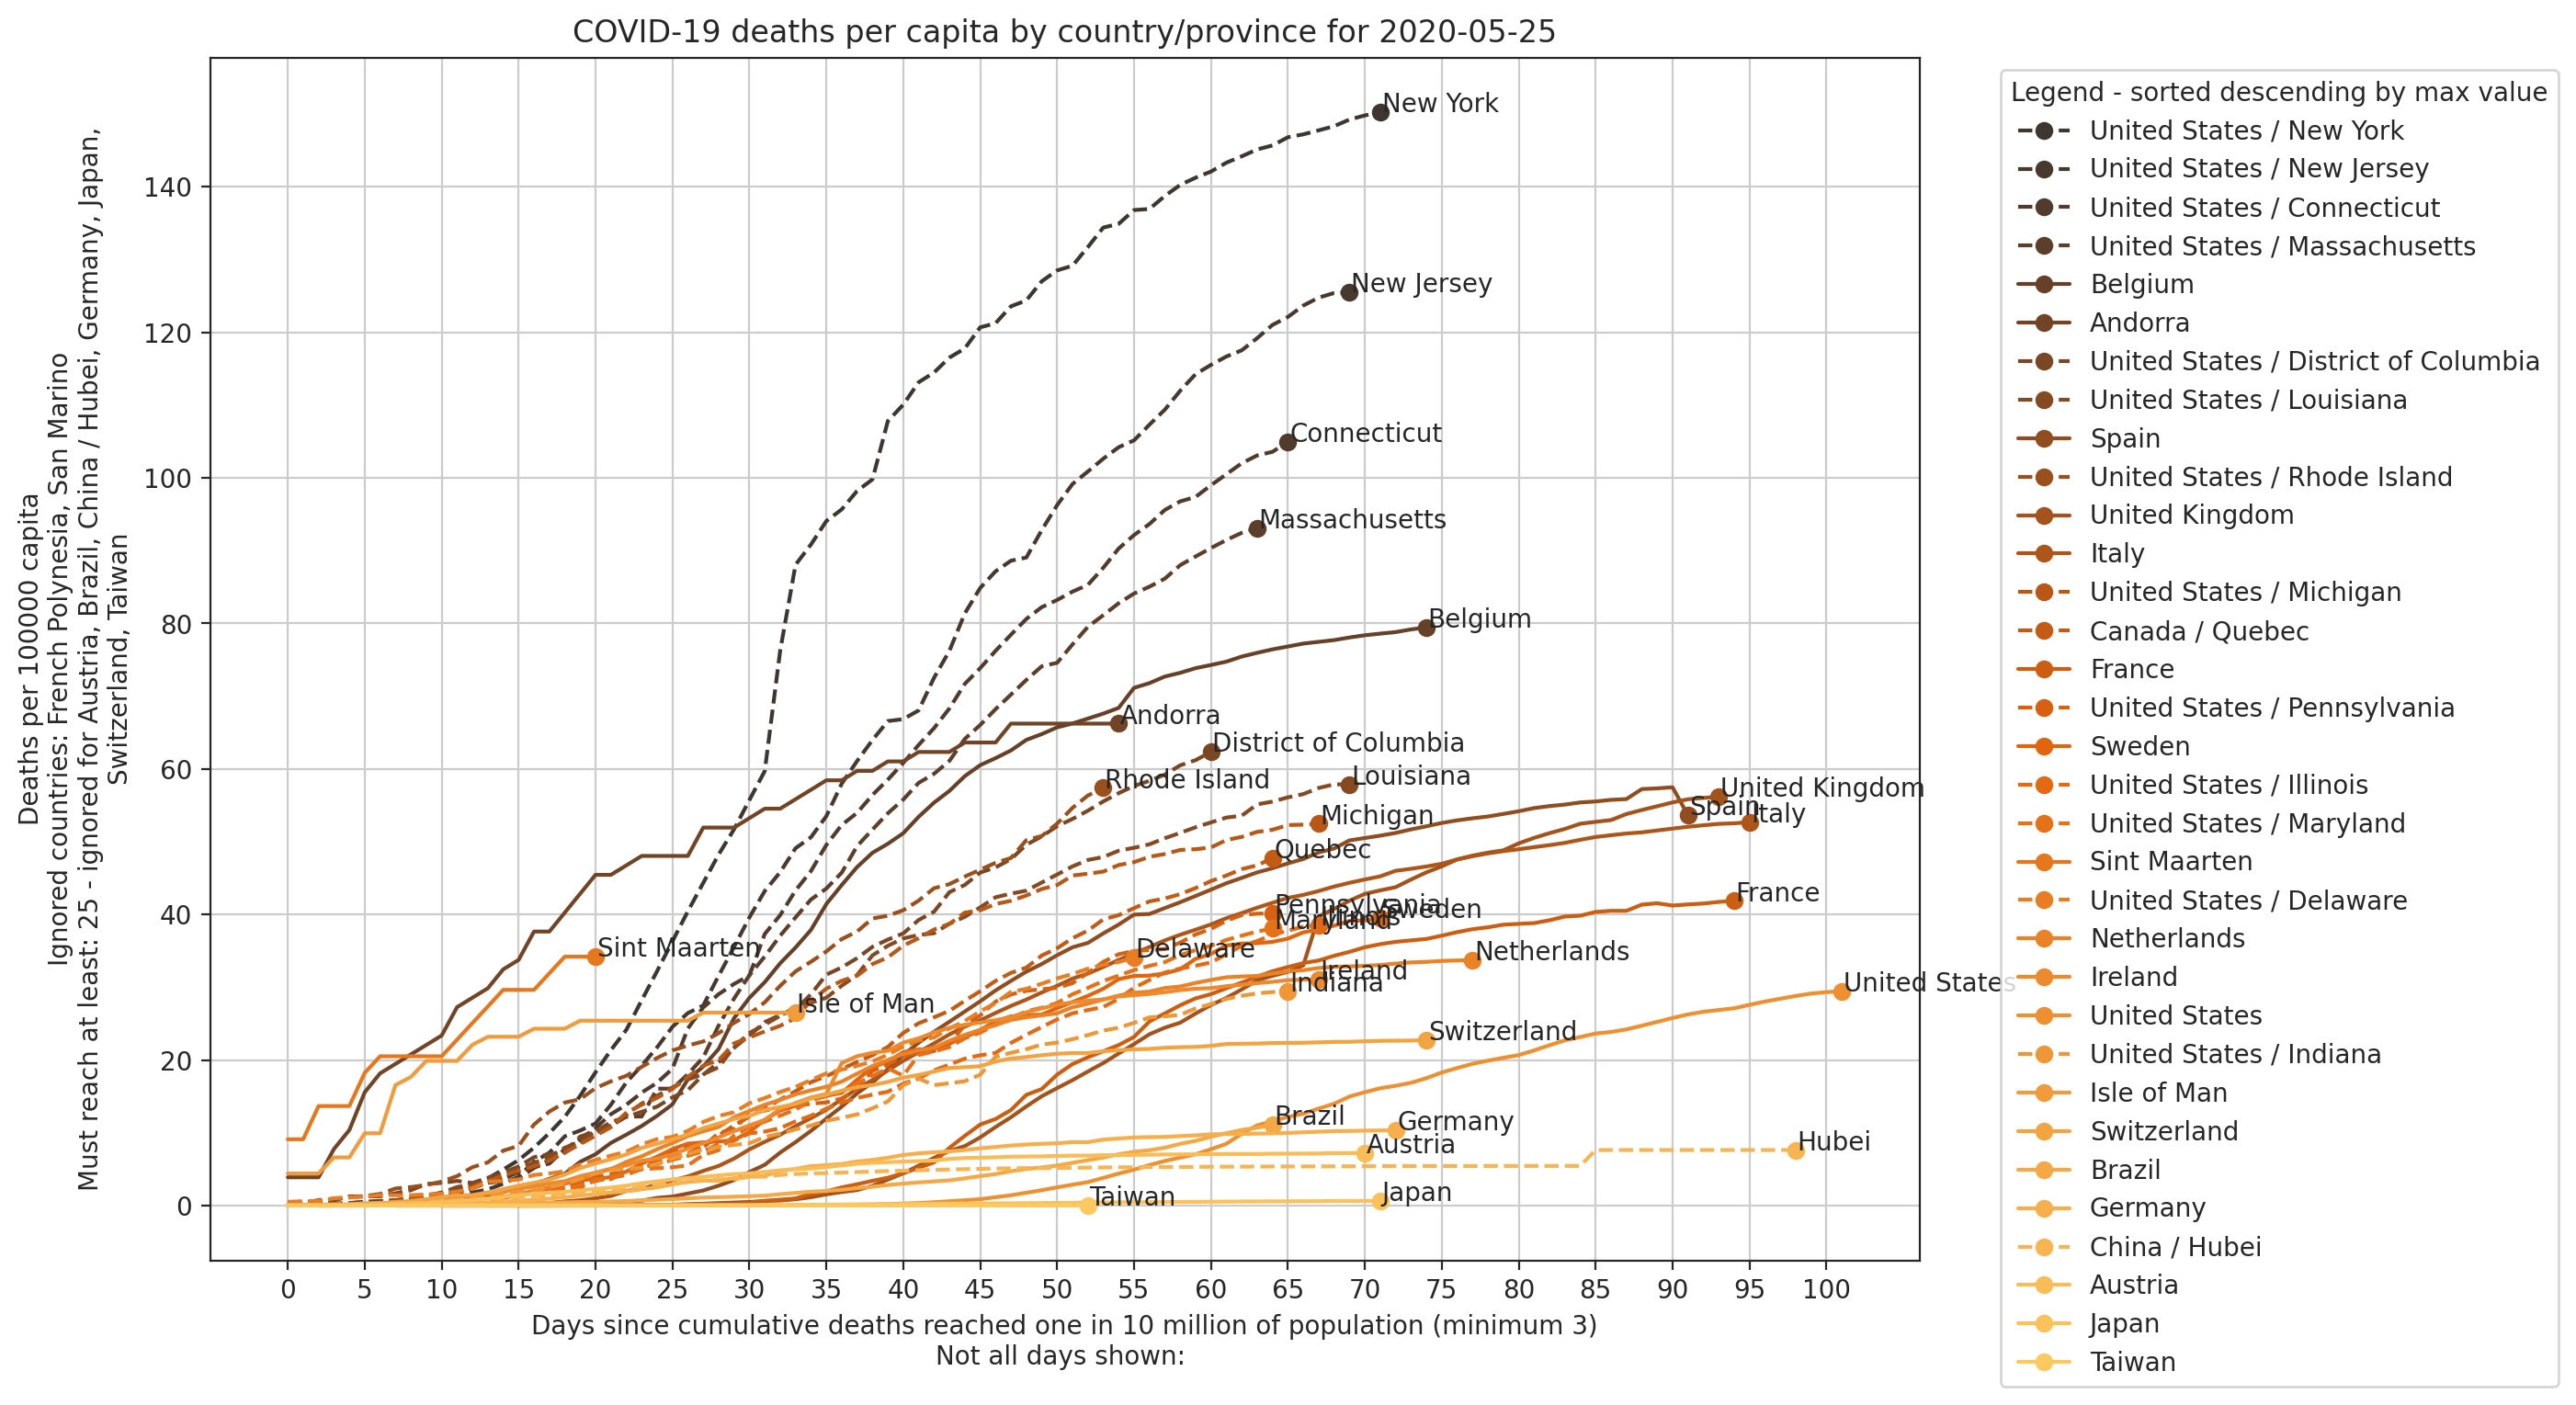 COVID-19 deaths per capita by country/province for 2020-05-25
Deaths per 100000 capita
Ignored countries: French Polynesia, San Marino
Must reach at least: 25 - ignored for Austria, Brazil, China / Hubei, Germany, Japan,
Switzerland, Taiwan
140
120
100
80
60
40
20
0
New York
New Jersey
Connecticut
Massachusetts
Belgium
Andorra
District of Columbia
Rhode Island
Louisiana
United Kingdom
Spain
Italy
Michigan
Quebec
France
Pennsylvania
Sweden
Illinois
Maryland
Sint Maarten
Delaware
Netherlands
Ireland
Indiana
United States
Isle of Man
Switzerland
Brazil
Germany
Austria
Hubei
Taiwan
Japan
0 5 10 15 20 25 30 35 40 45 50 55 60 65 70 75 80 85 90 95 100
Days since cumulative deaths reached one in 10 million of population (minimum 3)
Not all days shown:
Legend - sorted descending by max value
United States / New York
United States / New Jersey
United States / Connecticut
United States / Massachusetts
Belgium
Andorra
United States / District of Columbia
United States / Louisiana
Spain
United States / Rhode Island
United Kingdom
Italy
United States / Michigan
Canada / Quebec
France
United States / Pennsylvania
Sweden
United States / Illinois
United States / Maryland
Sint Maarten
United States / Delaware
Netherlands
Ireland
United States
United States / Indiana
Isle of Man
Switzerland
Brazil
Germany
China / Hubei
Austria
Japan
Taiwan